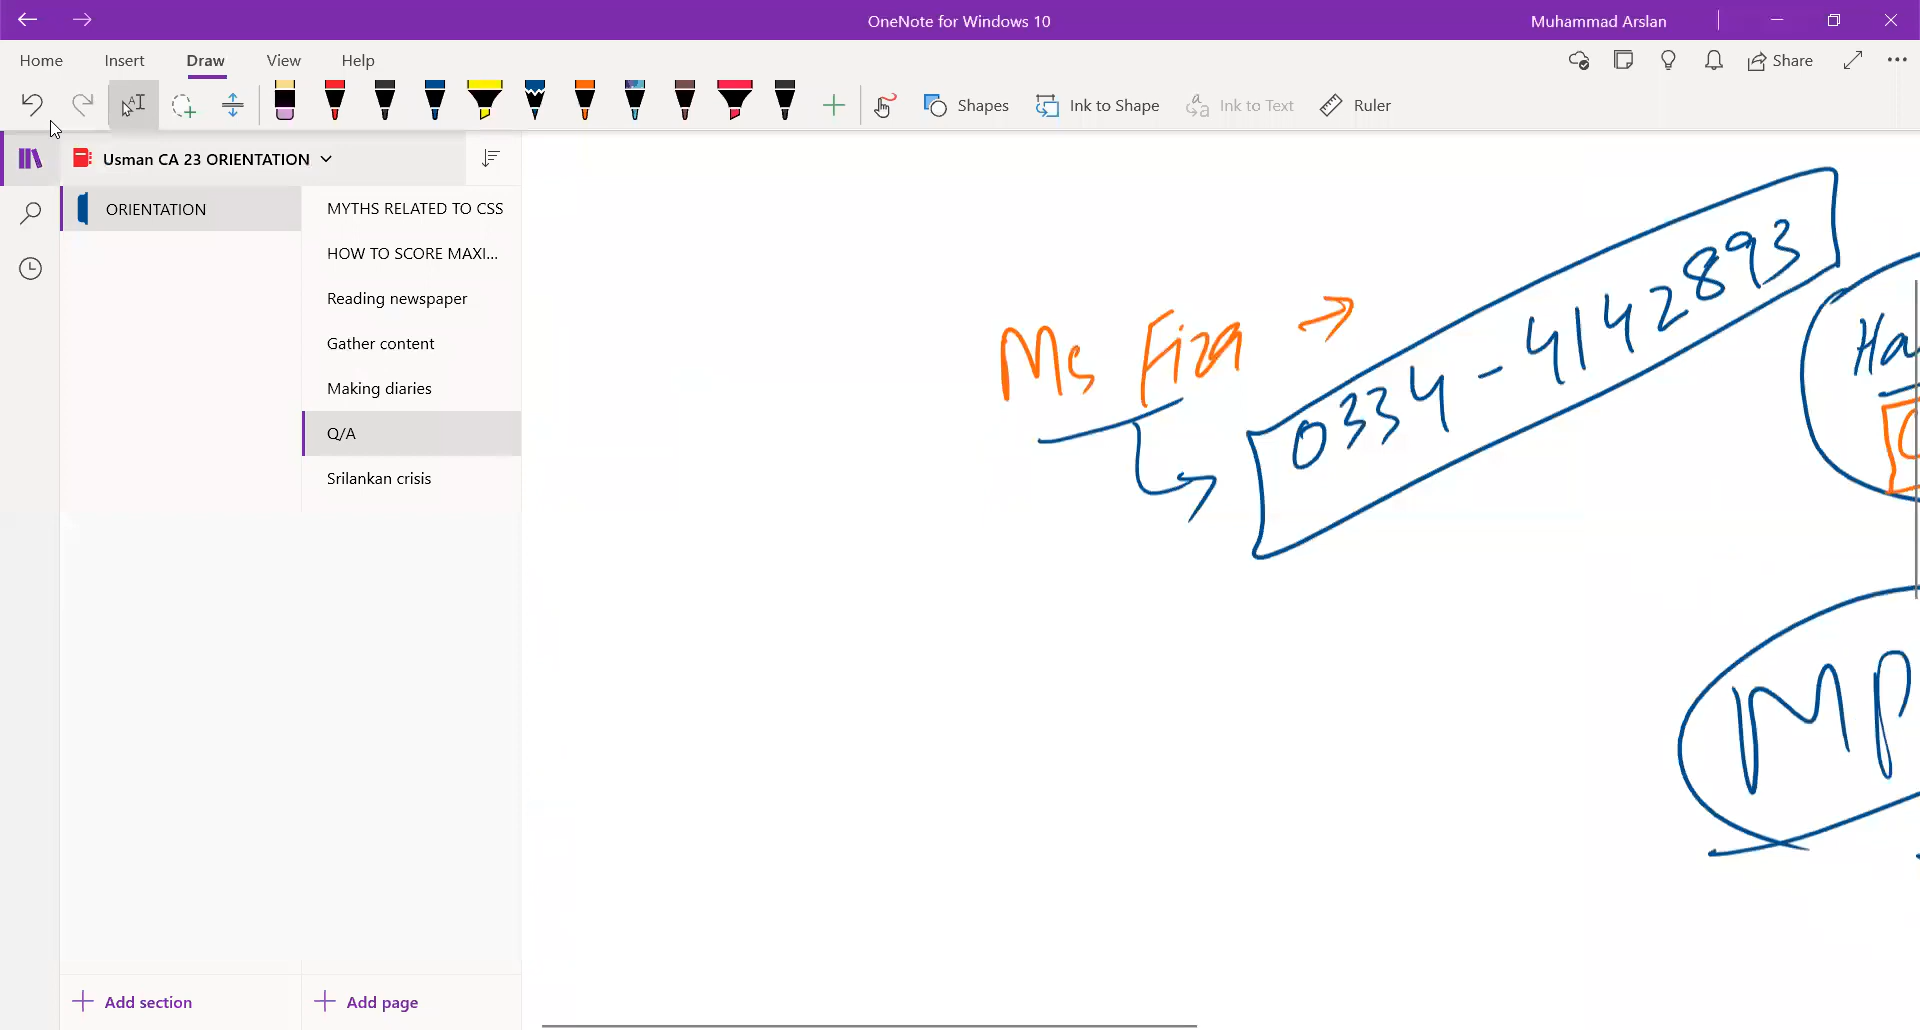 OneNote for Windows 10
Muhammad Arslan
Home Insert Draw View Help
Share
Shapes Ink to Shape Ink to Text Ruler
Usman CA 23 ORIENTATION
ORIENTATION
MYTHS RELATED TO CSS
HOW TO SCORE MAXI...
Reading newspaper
Gather content
Making diaries
Q/A
Srilankan crisis
Add section
Add page
Ms Fiza →
0334-4142893
Ha
MP